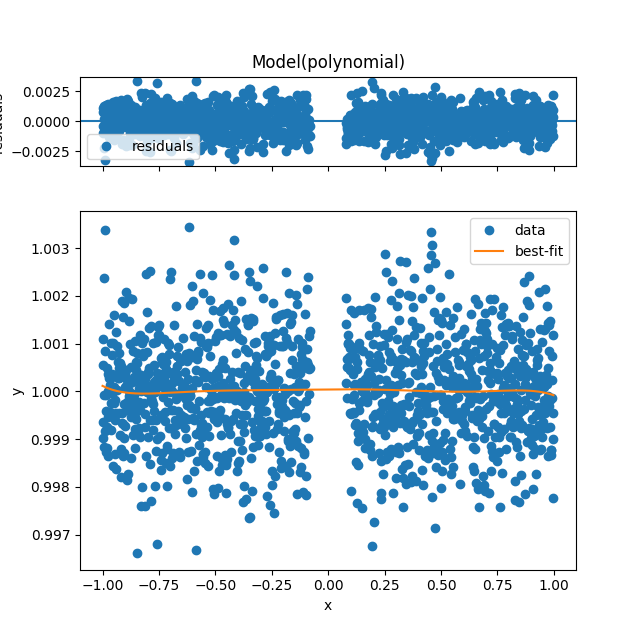 Model(polynomial)
0.0025
0.0000
−0.0025
residuals
residuals
1.003
1.002
1.001
1.000
0.999
0.998
0.997
y
data
best-fit
−1.00 −0.75 −0.50 −0.25 0.00 0.25 0.50 0.75 1.00
x